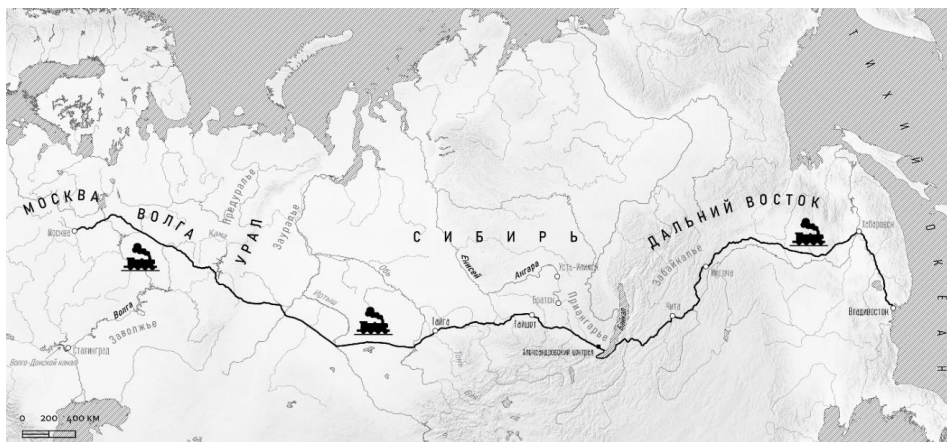 ТИХИЙ ОКЕАН
МОСКВА
ВОЛГА
Предуралье
УРАЛ
Зауралье
СИБИРЬ
ДАЛЬНИЙ ВОСТОК
Москва
Кама
Обь
Енисей
Ангара
Усть-Илимск
Забайкалье
Хабаровск
Иртыш
Братск
Приангарье
Байкал
Чита
Владивосток
Волга
Заволжье
Тайга
Тайшет
Александровский централ
Сталинград
Волго-Донской канал
Томь
0 200 400 КМ